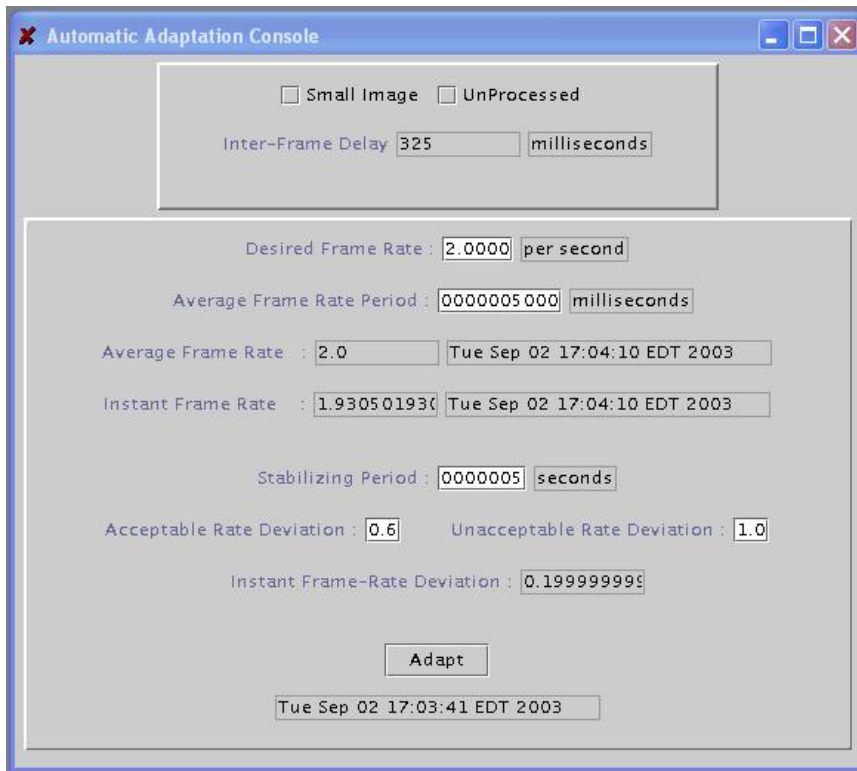 Automatic Adaptation Console
Small Image UnProcessed
Inter-Frame Delay 325 milliseconds
Desired Frame Rate : 2.0000 per second
Average Frame Rate Period : 0000005000 milliseconds
Average Frame Rate : 2.0 Tue Sep 02 17:04:10 EDT 2003
Instant Frame Rate : 1.930501930 Tue Sep 02 17:04:10 EDT 2003
Stabilizing Period : 0000005 seconds
Acceptable Rate Deviation : 0.6 Unacceptable Rate Deviation : 1.0
Instant Frame-Rate Deviation : 0.199999999
Adapt
Tue Sep 02 17:03:41 EDT 2003